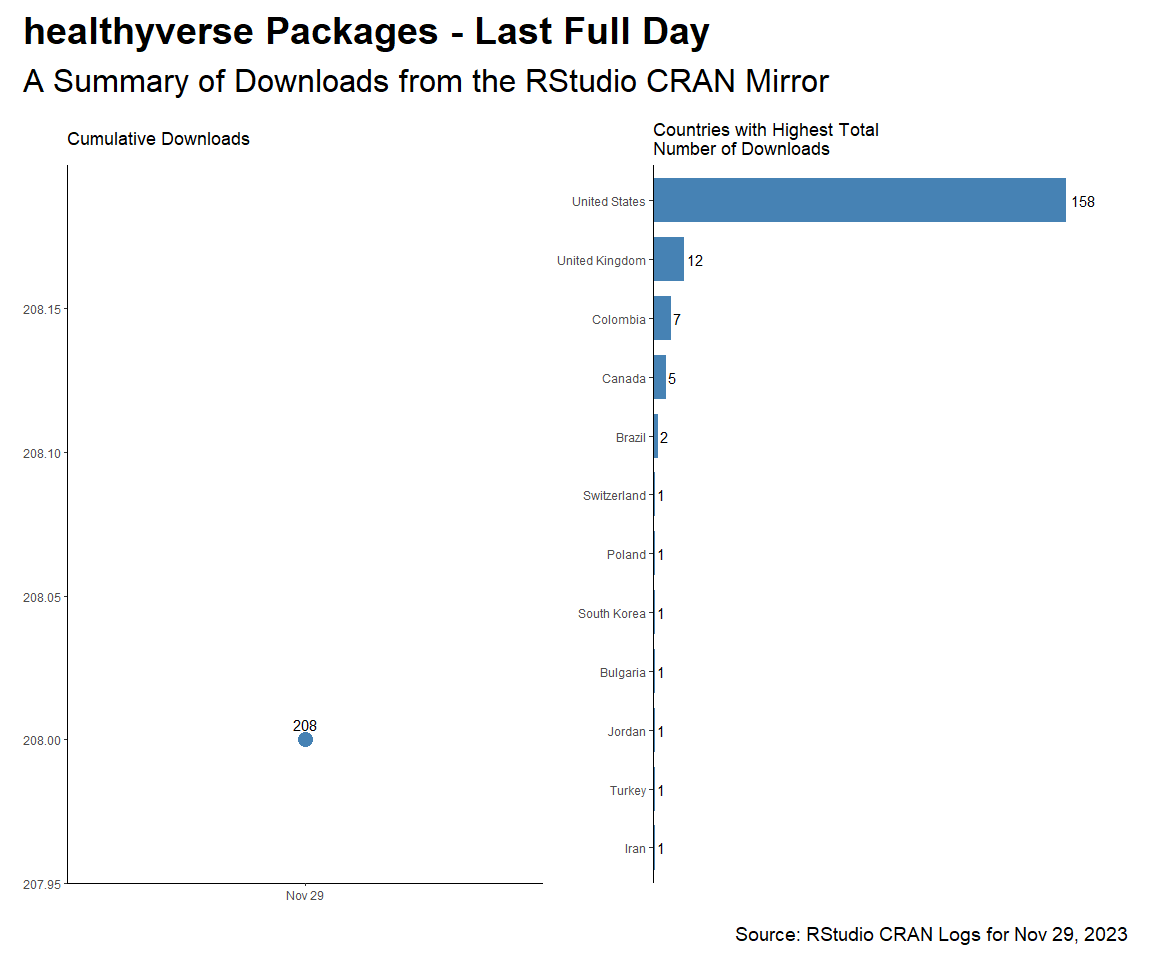 healthyverse Packages - Last Full Day
A Summary of Downloads from the RStudio CRAN Mirror
Cumulative Downloads
208.15
208.10
208.05
208.00
207.95
208
Nov 29
Countries with Highest Total
Number of Downloads
United States 158
United Kingdom 12
Colombia 7
Canada 5
Brazil 2
Switzerland 1
Poland 1
South Korea 1
Bulgaria 1
Jordan 1
Turkey 1
Iran 1
Source: RStudio CRAN Logs for Nov 29, 2023